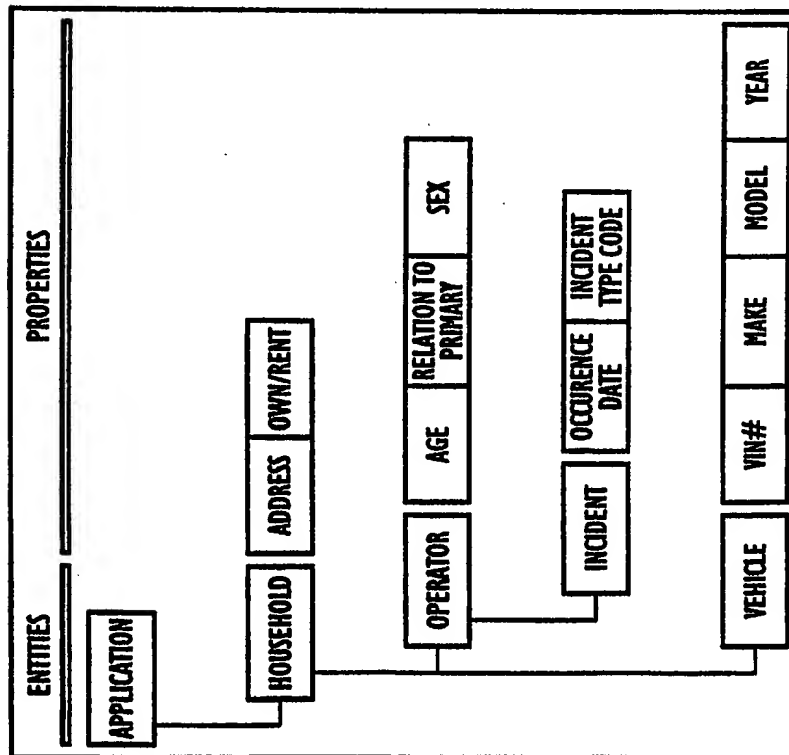 ENTITIES PROPERTIES
APPLICATION
HOUSEHOLD ADDRESS OWN/RENT
OPERATOR AGE RELATION TO PRIMARY SEX
INCIDENT OCCURENCE DATE INCIDENT TYPE CODE
VEHICLE VIN# MAKE MODEL YEAR